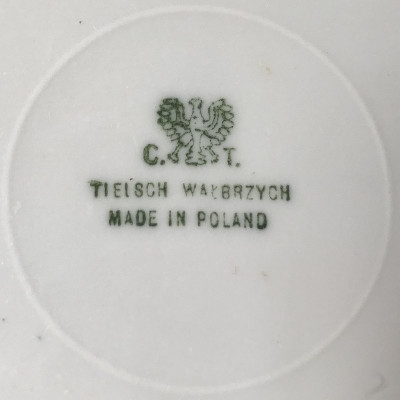 C. T.
TIELSCH WAŁBRZYCH
MADE IN POLAND